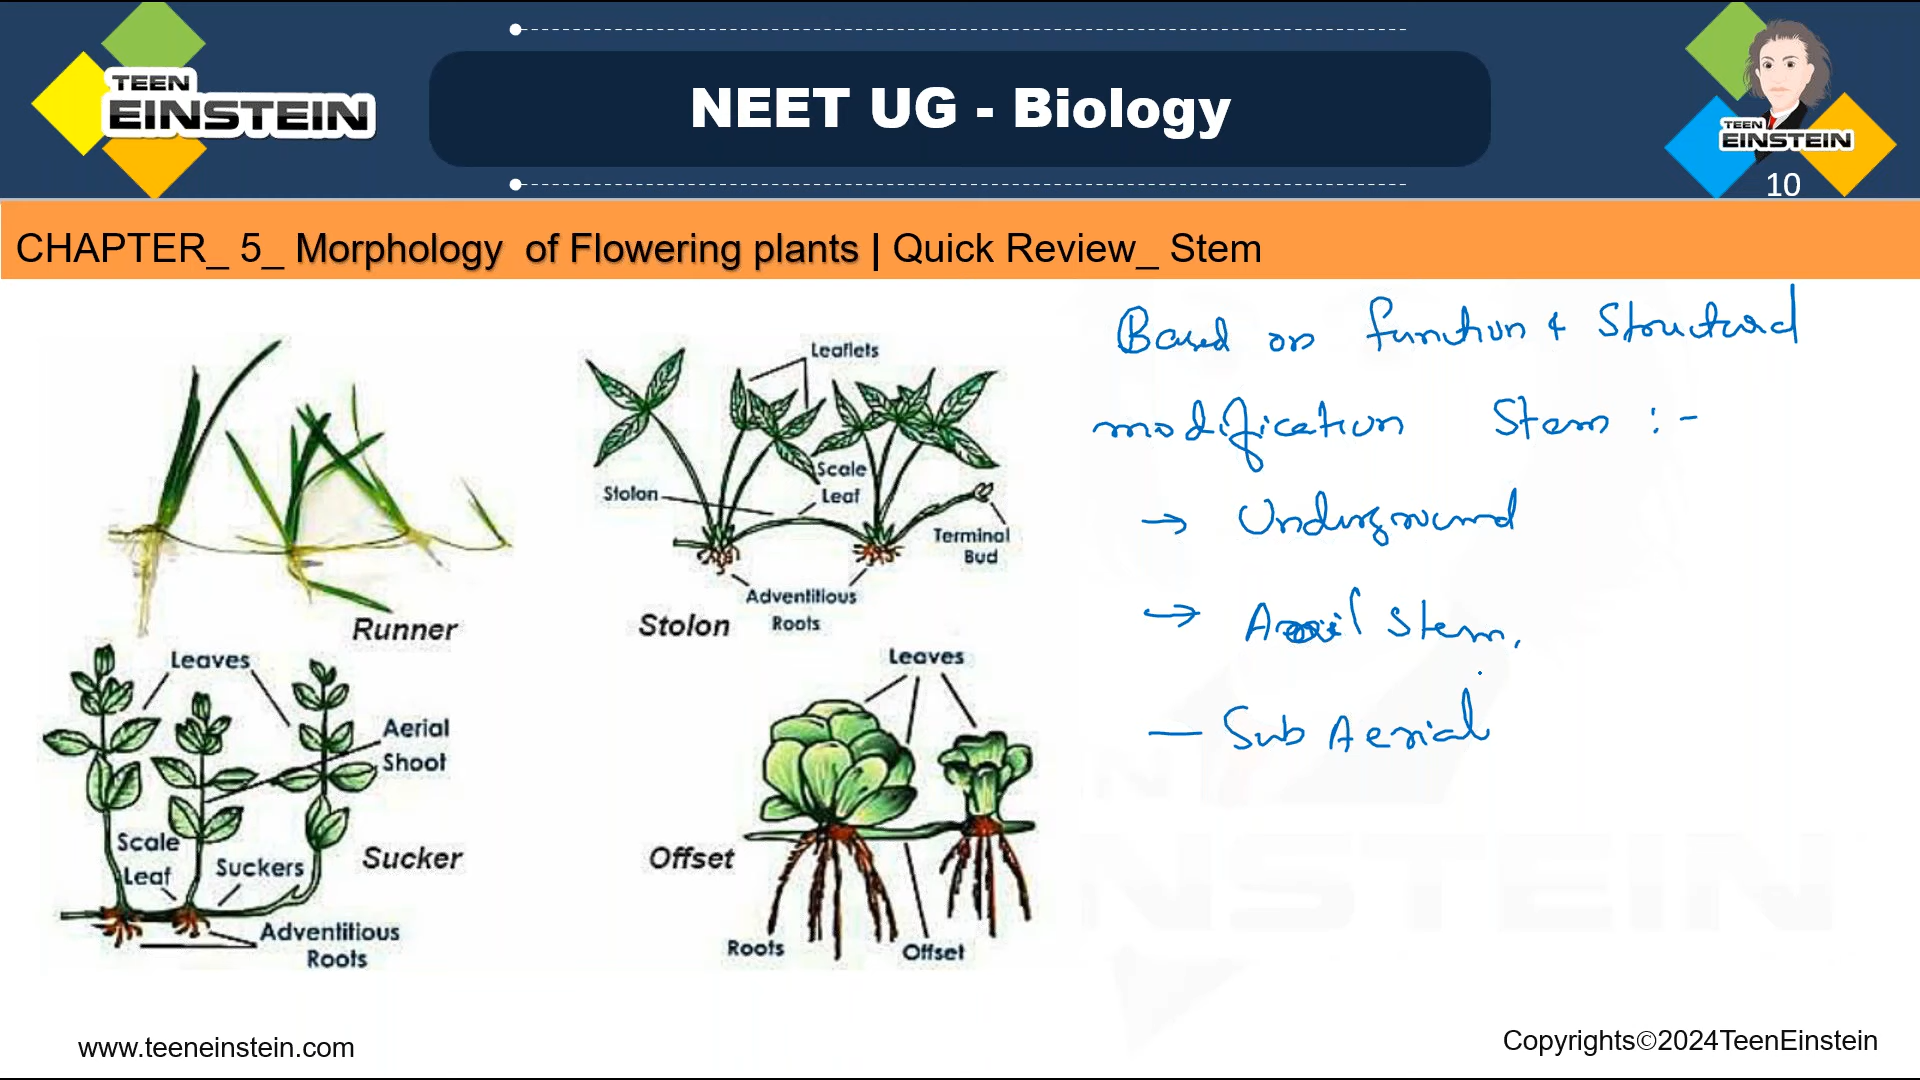 TEEN
EINSTEIN
NEET UG - Biology
TEEN
EINSTEIN
10
CHAPTER_ 5_ Morphology of Flowering plants | Quick Review_ Stem
Runner
Leaflets
Scale
Leaf
Stolon
Terminal
Bud
Adventitious
Roots
Stolon
Leaves
Aerial
Shoot
Scale
Leaf
Suckers
Sucker
Adventitious
Roots
Leaves
Offset
Roots
Offset
Based on function & Structural
modification Stem :-
→ Underground
→ Aerial Stem.
— Sub Aerial
EINSTEIN
www.teeneinstein.com
Copyrights©2024TeenEinstein